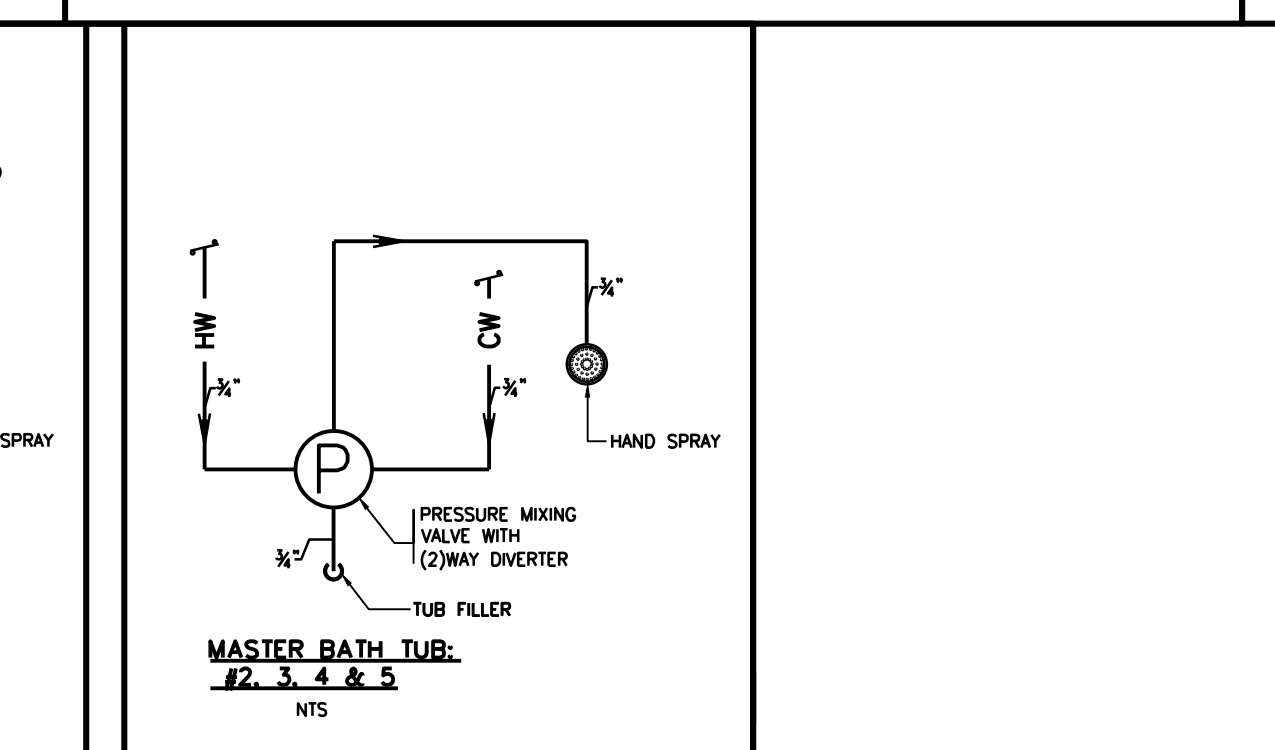 3/4"
HW
CW
3/4"
3/4"
SPRAY
HAND SPRAY
P
PRESSURE MIXING
VALVE WITH
(2)WAY DIVERTER
3/4"
TUB FILLER
MASTER BATH TUB:
#2, 3, 4 & 5
NTS